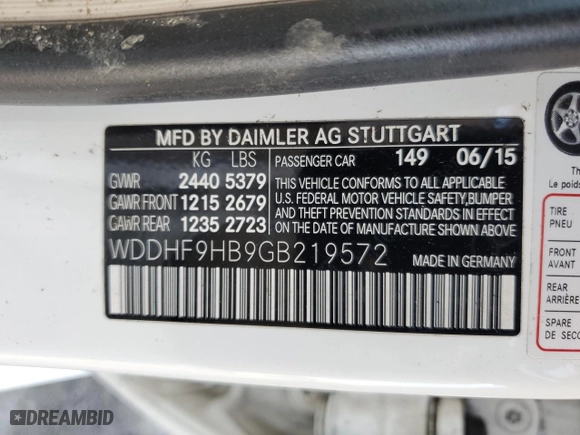 MFD BY DAIMLER AG STUTTGART
KG LBS
GVWR 2440 5379
GAWR FRONT 1215 2679
GAWR REAR 1235 2723
PASSENGER CAR 149 06/15
THIS VEHICLE CONFORMS TO ALL APPLICABLE
U.S. FEDERAL MOTOR VEHICLE SAFETY,BUMPER
AND THEFT PREVENTION STANDARDS IN EFFECT
ON THE DATE OF MANUFACTURE SHOWN ABOVE.
WDDHF9HB9GB219572 MADE IN GERMANY
Th
Le poids
TIRE
PNEU
FRONT
AVANT
REAR
ARRIÈRE
SPARE
DE SECO
DREAMBID